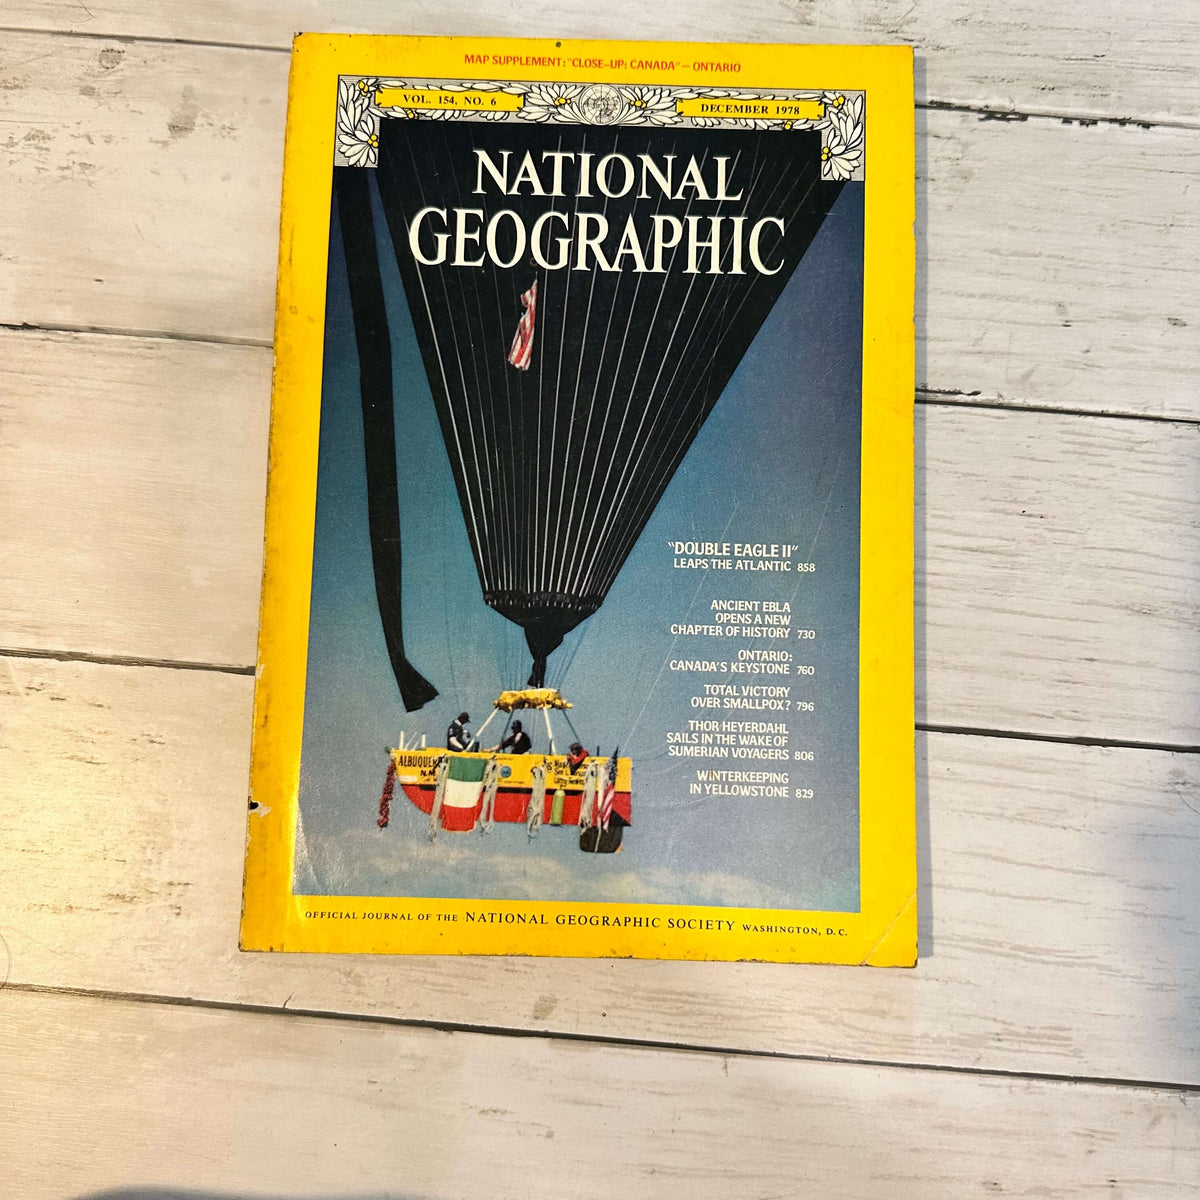 MAP SUPPLEMENT: "CLOSE-UP: CANADA"—ONTARIO
VOL. 154, NO. 6
DECEMBER 1978
NATIONAL
GEOGRAPHIC
"DOUBLE EAGLE II"
LEAPS THE ATLANTIC 858
ANCIENT EBLA
OPENS A NEW
CHAPTER OF HISTORY 730
ONTARIO:
CANADA'S KEYSTONE 760
TOTAL VICTORY
OVER SMALLPOX? 796
THOR HEYERDAHL
SAILS IN THE WAKE OF
SUMERIAN VOYAGERS 806
WINTERKEEPING
IN YELLOWSTONE 829
ALBUQUER
N.M.
OFFICIAL JOURNAL OF THE NATIONAL GEOGRAPHIC SOCIETY WASHINGTON, D.C.